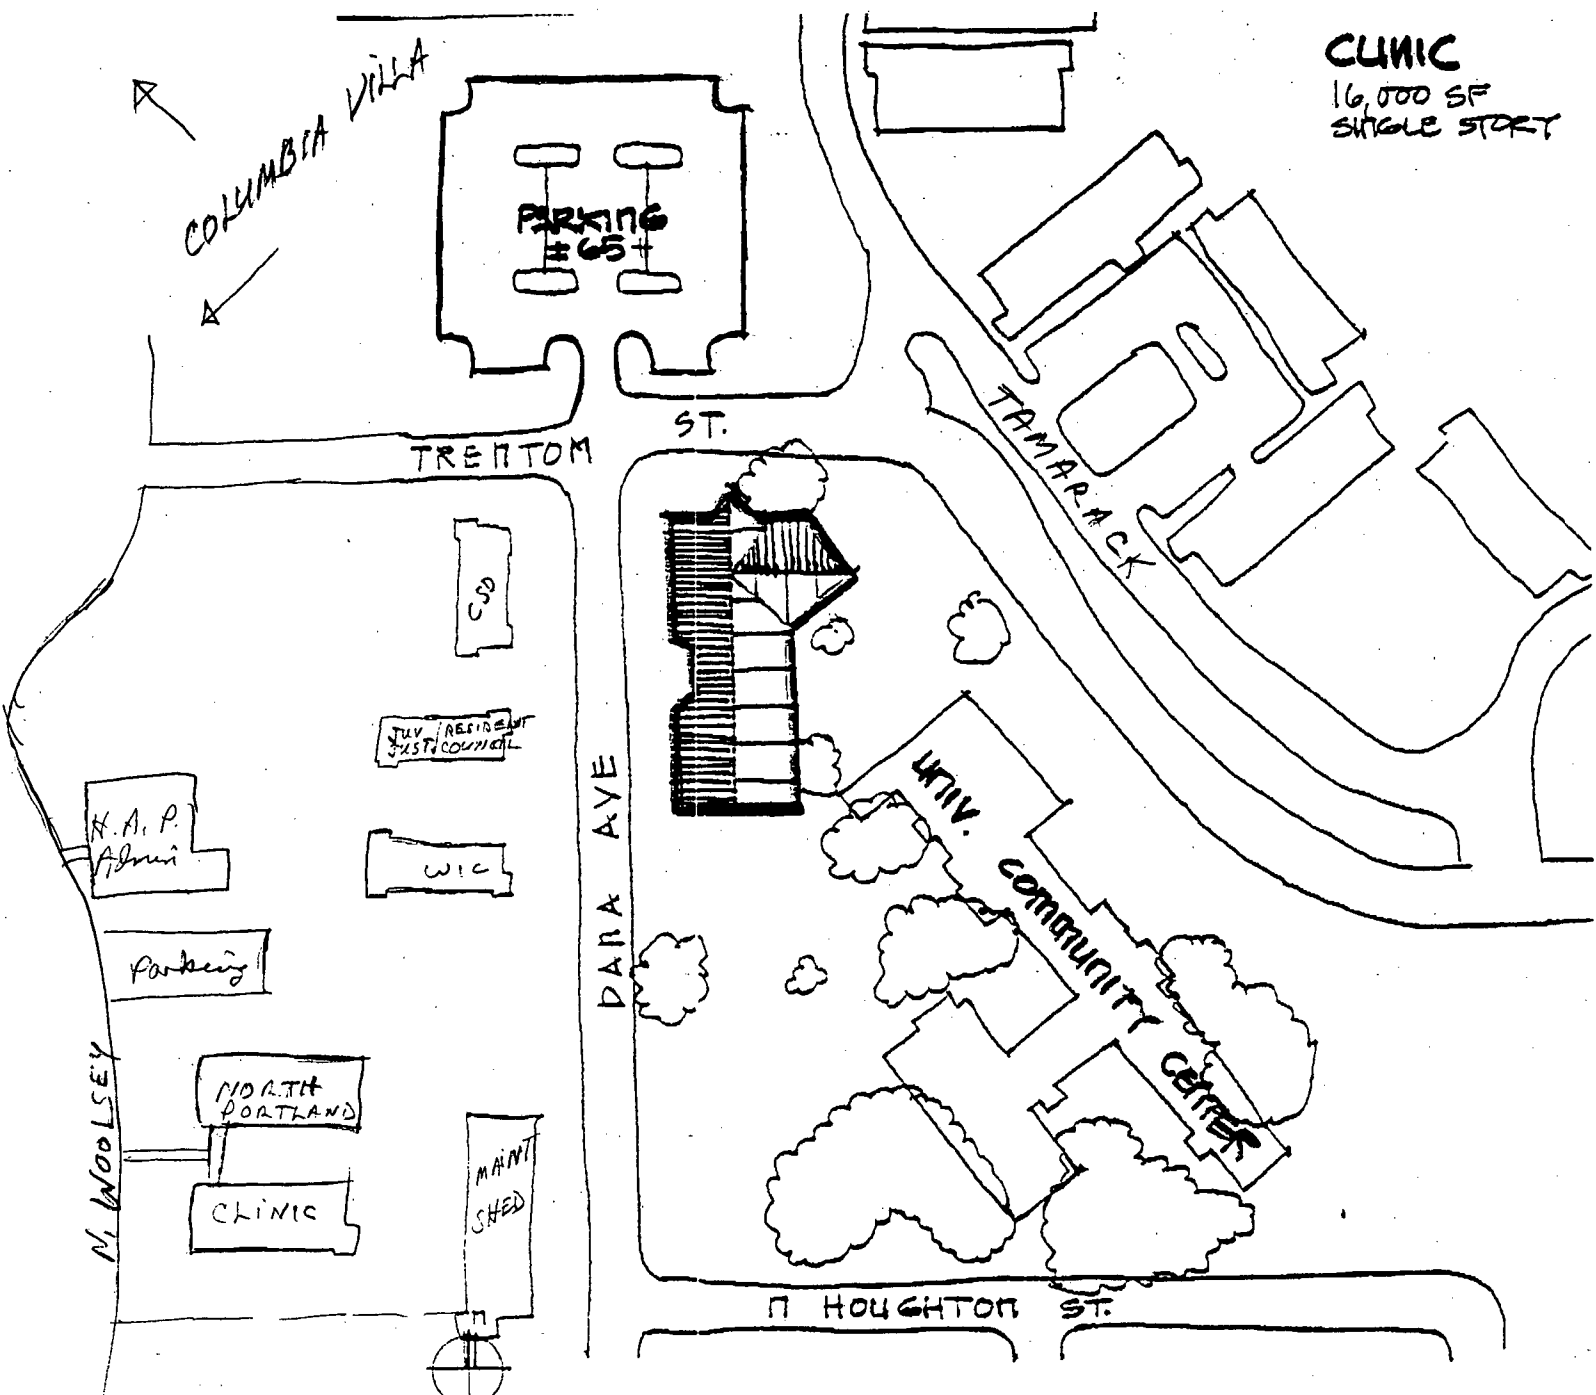 CLINIC
16,000 SF
SINGLE STORY
COLUMBIA VILLA
PARKING
±65+
TRENTON ST.
TAMARACK
CSD
JUV JUST. / RESIDENT COUNCIL
H.A.P.
Admin
WIC
DANA AVE
UNIV. COMMUNITY CENTER
Parking
N. WOOLSEY
NORTH
PORTLAND
CLINIC
MAINT
SHED
N HOUGHTON ST.
N